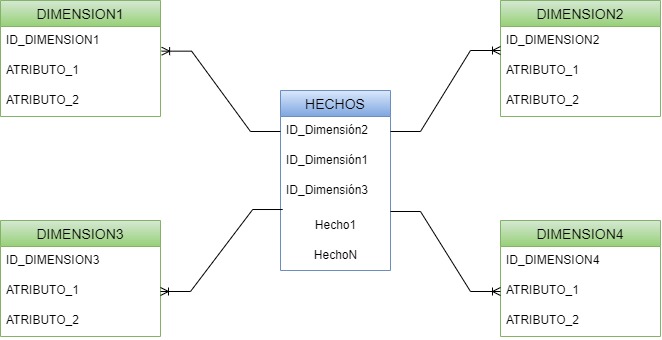 DIMENSION1
ID_DIMENSION1
ATRIBUTO_1
ATRIBUTO_2
DIMENSION2
ID_DIMENSION2
ATRIBUTO_1
ATRIBUTO_2
HECHOS
ID_Dimensión2
ID_Dimensión1
ID_Dimensión3
Hecho1
HechoN
DIMENSION3
ID_DIMENSION3
ATRIBUTO_1
ATRIBUTO_2
DIMENSION4
ID_DIMENSION4
ATRIBUTO_1
ATRIBUTO_2